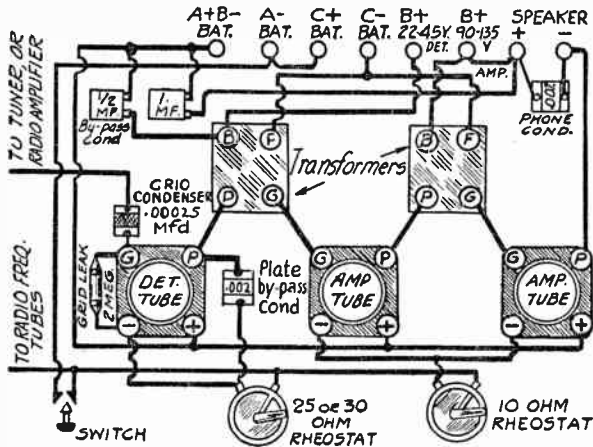 A+B-
BAT.
A-
BAT.
C+
BAT.
C-
BAT.
B+
22-45V.
DET.
B+
90-135
V
SPEAKER
+
-
AMP.
TO TUNER, OR
RADIO AMPLIFIER
1/2
MF.
By-pass
Cond
1.
MF.
.002
PHONE
COND.
B
F
P
G
Transformers
B
F
P
G
GRID
CONDENSER
.00025
Mfd
GRID LEAK
2 MEG.
G
P
DET.
TUBE
-
+
.002
Plate
by-pass
Cond
G
P
AMP
TUBE
-
+
G
P
AMP.
TUBE
-
+
TO RADIO FREQ.
TUBES
SWITCH
25 or 30
OHM
RHEOSTAT
10 OHM
RHEOSTAT